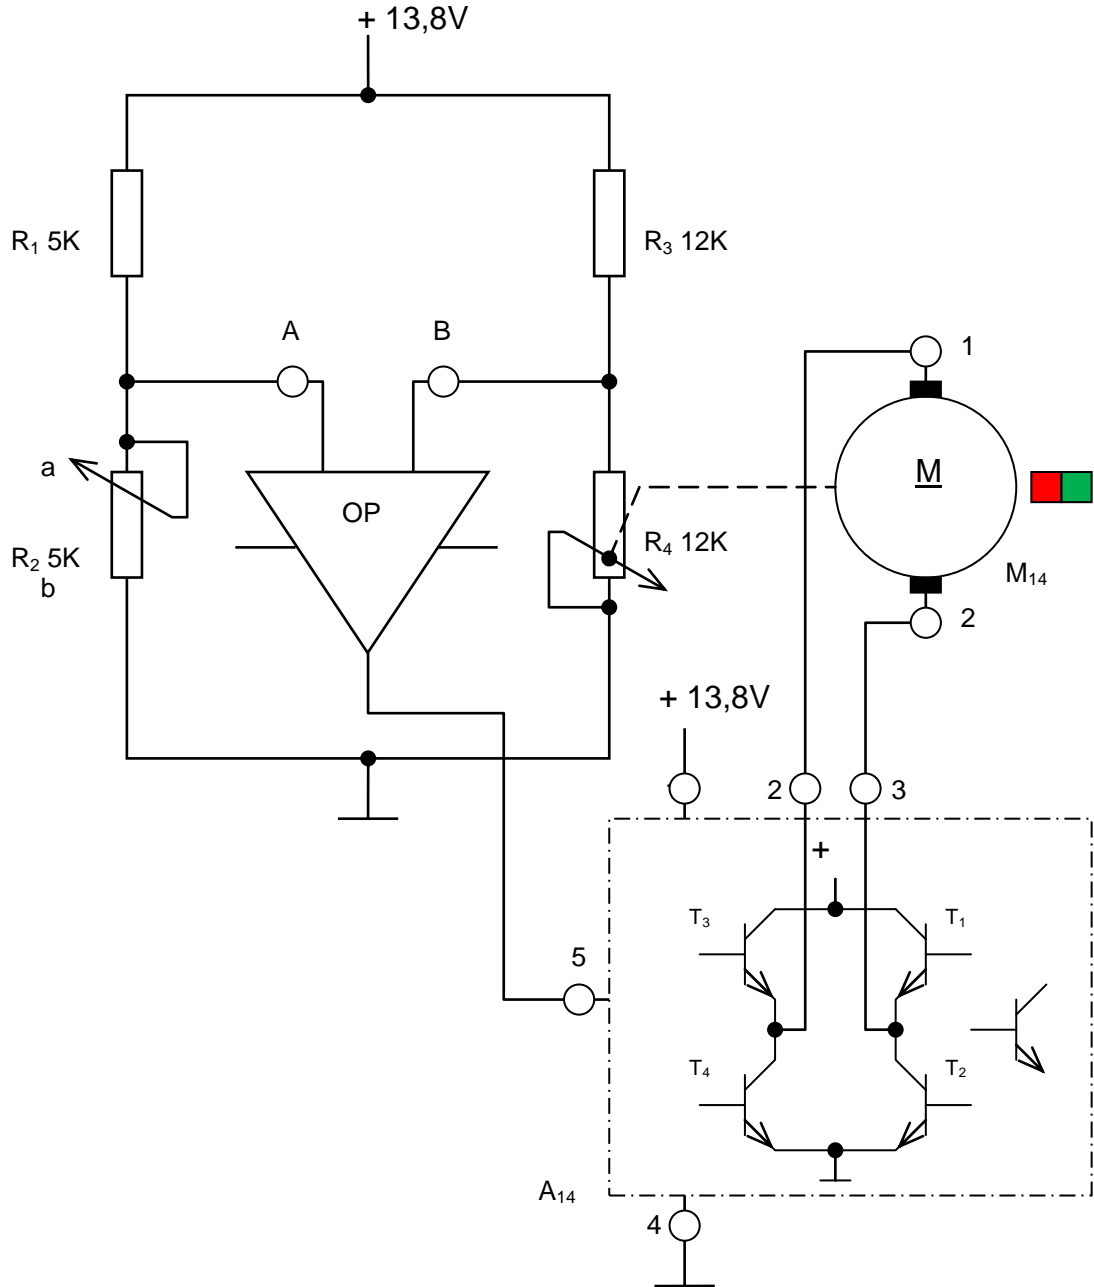 + 13,8V
R₁ 5K
R₃ 12K
A
B
1
a
OP
M
R₂ 5K
b
R₄ 12K
M₁₄
2
+ 13,8V
2
3
+
T₃
T₁
5
T₄
T₂
A₁₄
4